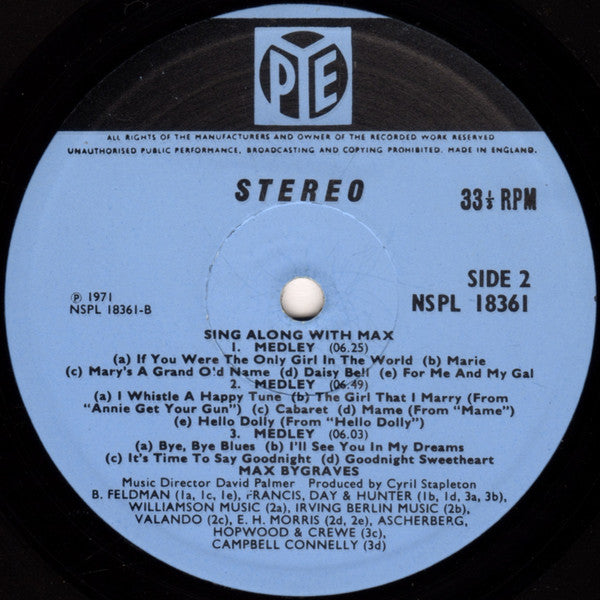 PYE
ALL RIGHTS OF THE MANUFACTURERS AND OWNER OF THE RECORDED WORK RESERVED
UNAUTHORISED PUBLIC PERFORMANCE, BROADCASTING AND COPYING PROHIBITED. MADE IN ENGLAND.
STEREO
33⅓ RPM
SIDE 2
℗ 1971
NSPL 18361-B
NSPL 18361
SING ALONG WITH MAX
1. MEDLEY (06.25)
(a) If You Were The Only Girl In The World (b) Marie
(c) Mary's A Grand O'd Name (d) Daisy Bell (e) For Me And My Gal
2. MEDLEY (06.49)
(a) I Whistle A Happy Tune (b) The Girl That I Marry (From
"Annie Get Your Gun") (c) Cabaret (d) Mame (From "Mame")
(e) Hello Dolly (From "Hello Dolly")
3. MEDLEY (06.03)
(a) Bye, Bye Blues (b) I'll See You In My Dreams
(c) It's Time To Say Goodnight (d) Goodnight Sweetheart
MAX BYGRAVES
Music Director David Palmer Produced by Cyril Stapleton
B. FELDMAN (1a, 1c, 1e), FRANCIS, DAY & HUNTER (1b, 1d, 3a, 3b),
WILLIAMSON MUSIC (2a), IRVING BERLIN MUSIC (2b),
VALANDO (2c), E. H. MORRIS (2d, 2e), ASCHERBERG,
HOPWOOD & CREWE (3c),
CAMPBELL CONNELLY (3d)